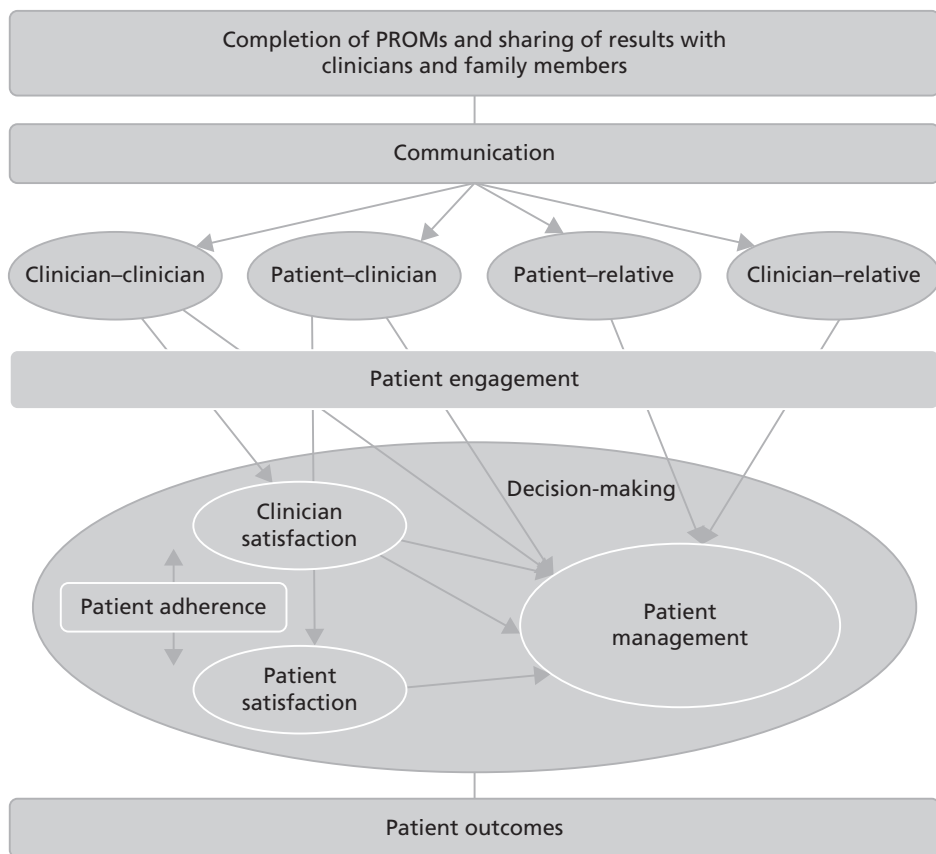 Completion of PROMs and sharing of results with
clinicians and family members
Communication
Clinician–clinician
Patient–clinician
Patient–relative
Clinician–relative
Patient engagement
Decision-making
Clinician
satisfaction
Patient adherence
Patient
management
Patient
satisfaction
Patient outcomes